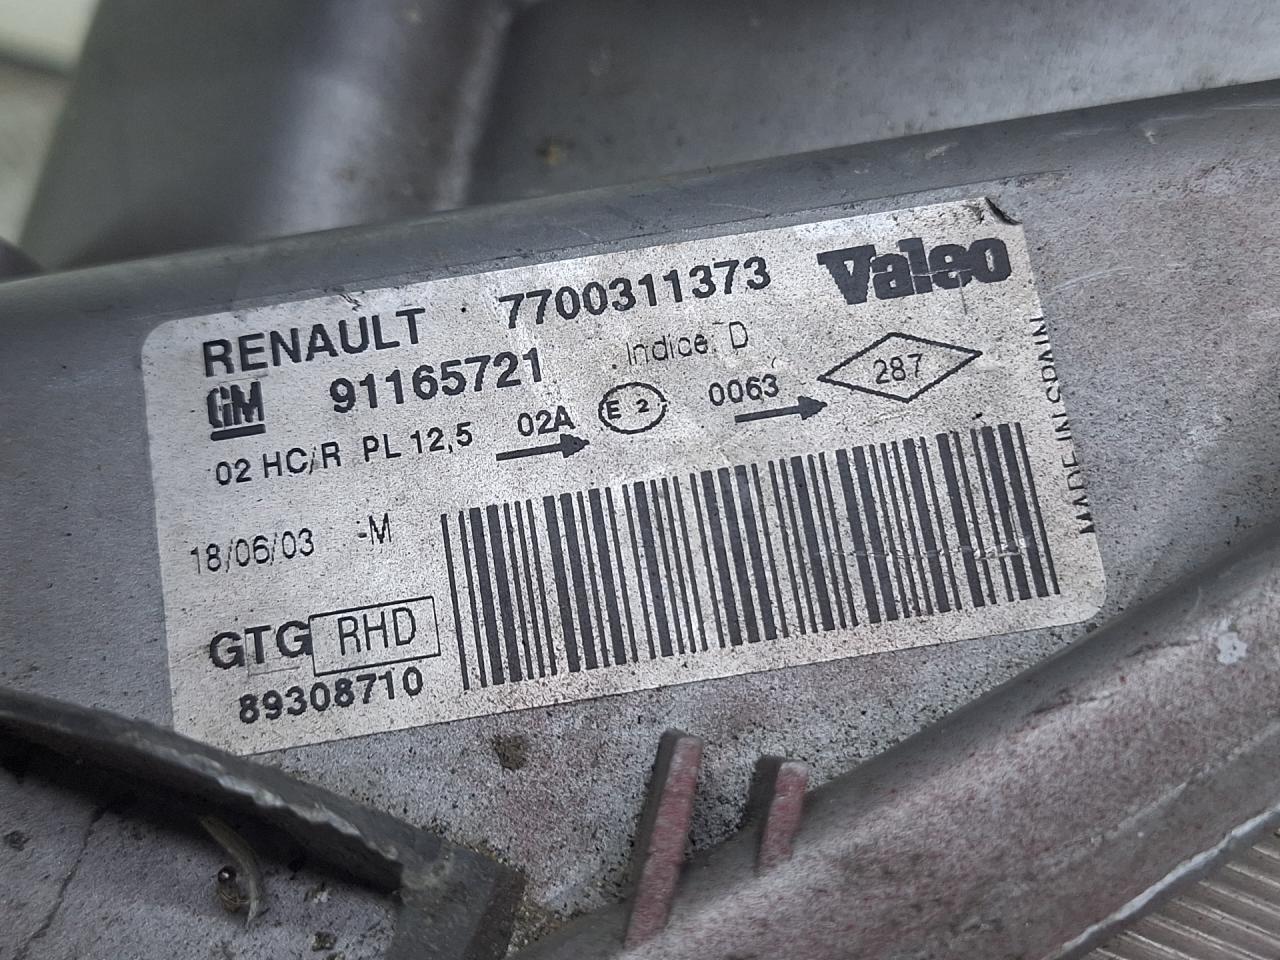 RENAULT 7700311373 Valeo
GM 91165721 Indice D
02 HC/R PL 12,5 02A E2 0063 287
18/06/03 -M
GTG RHD
89308710
MADE IN SPAIN